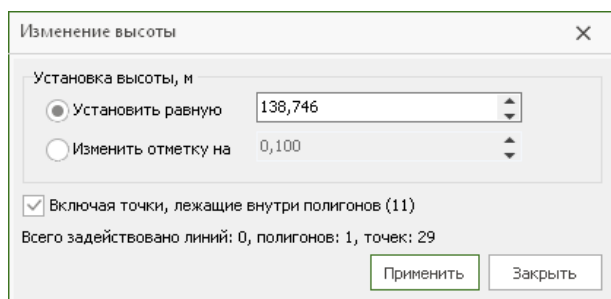 Изменение высоты
Установка высоты, м
Установить равную 138,746
Изменить отметку на 0,100
Включая точки, лежащие внутри полигонов (11)
Всего задействовано линий: 0, полигонов: 1, точек: 29
Применить Закрыть